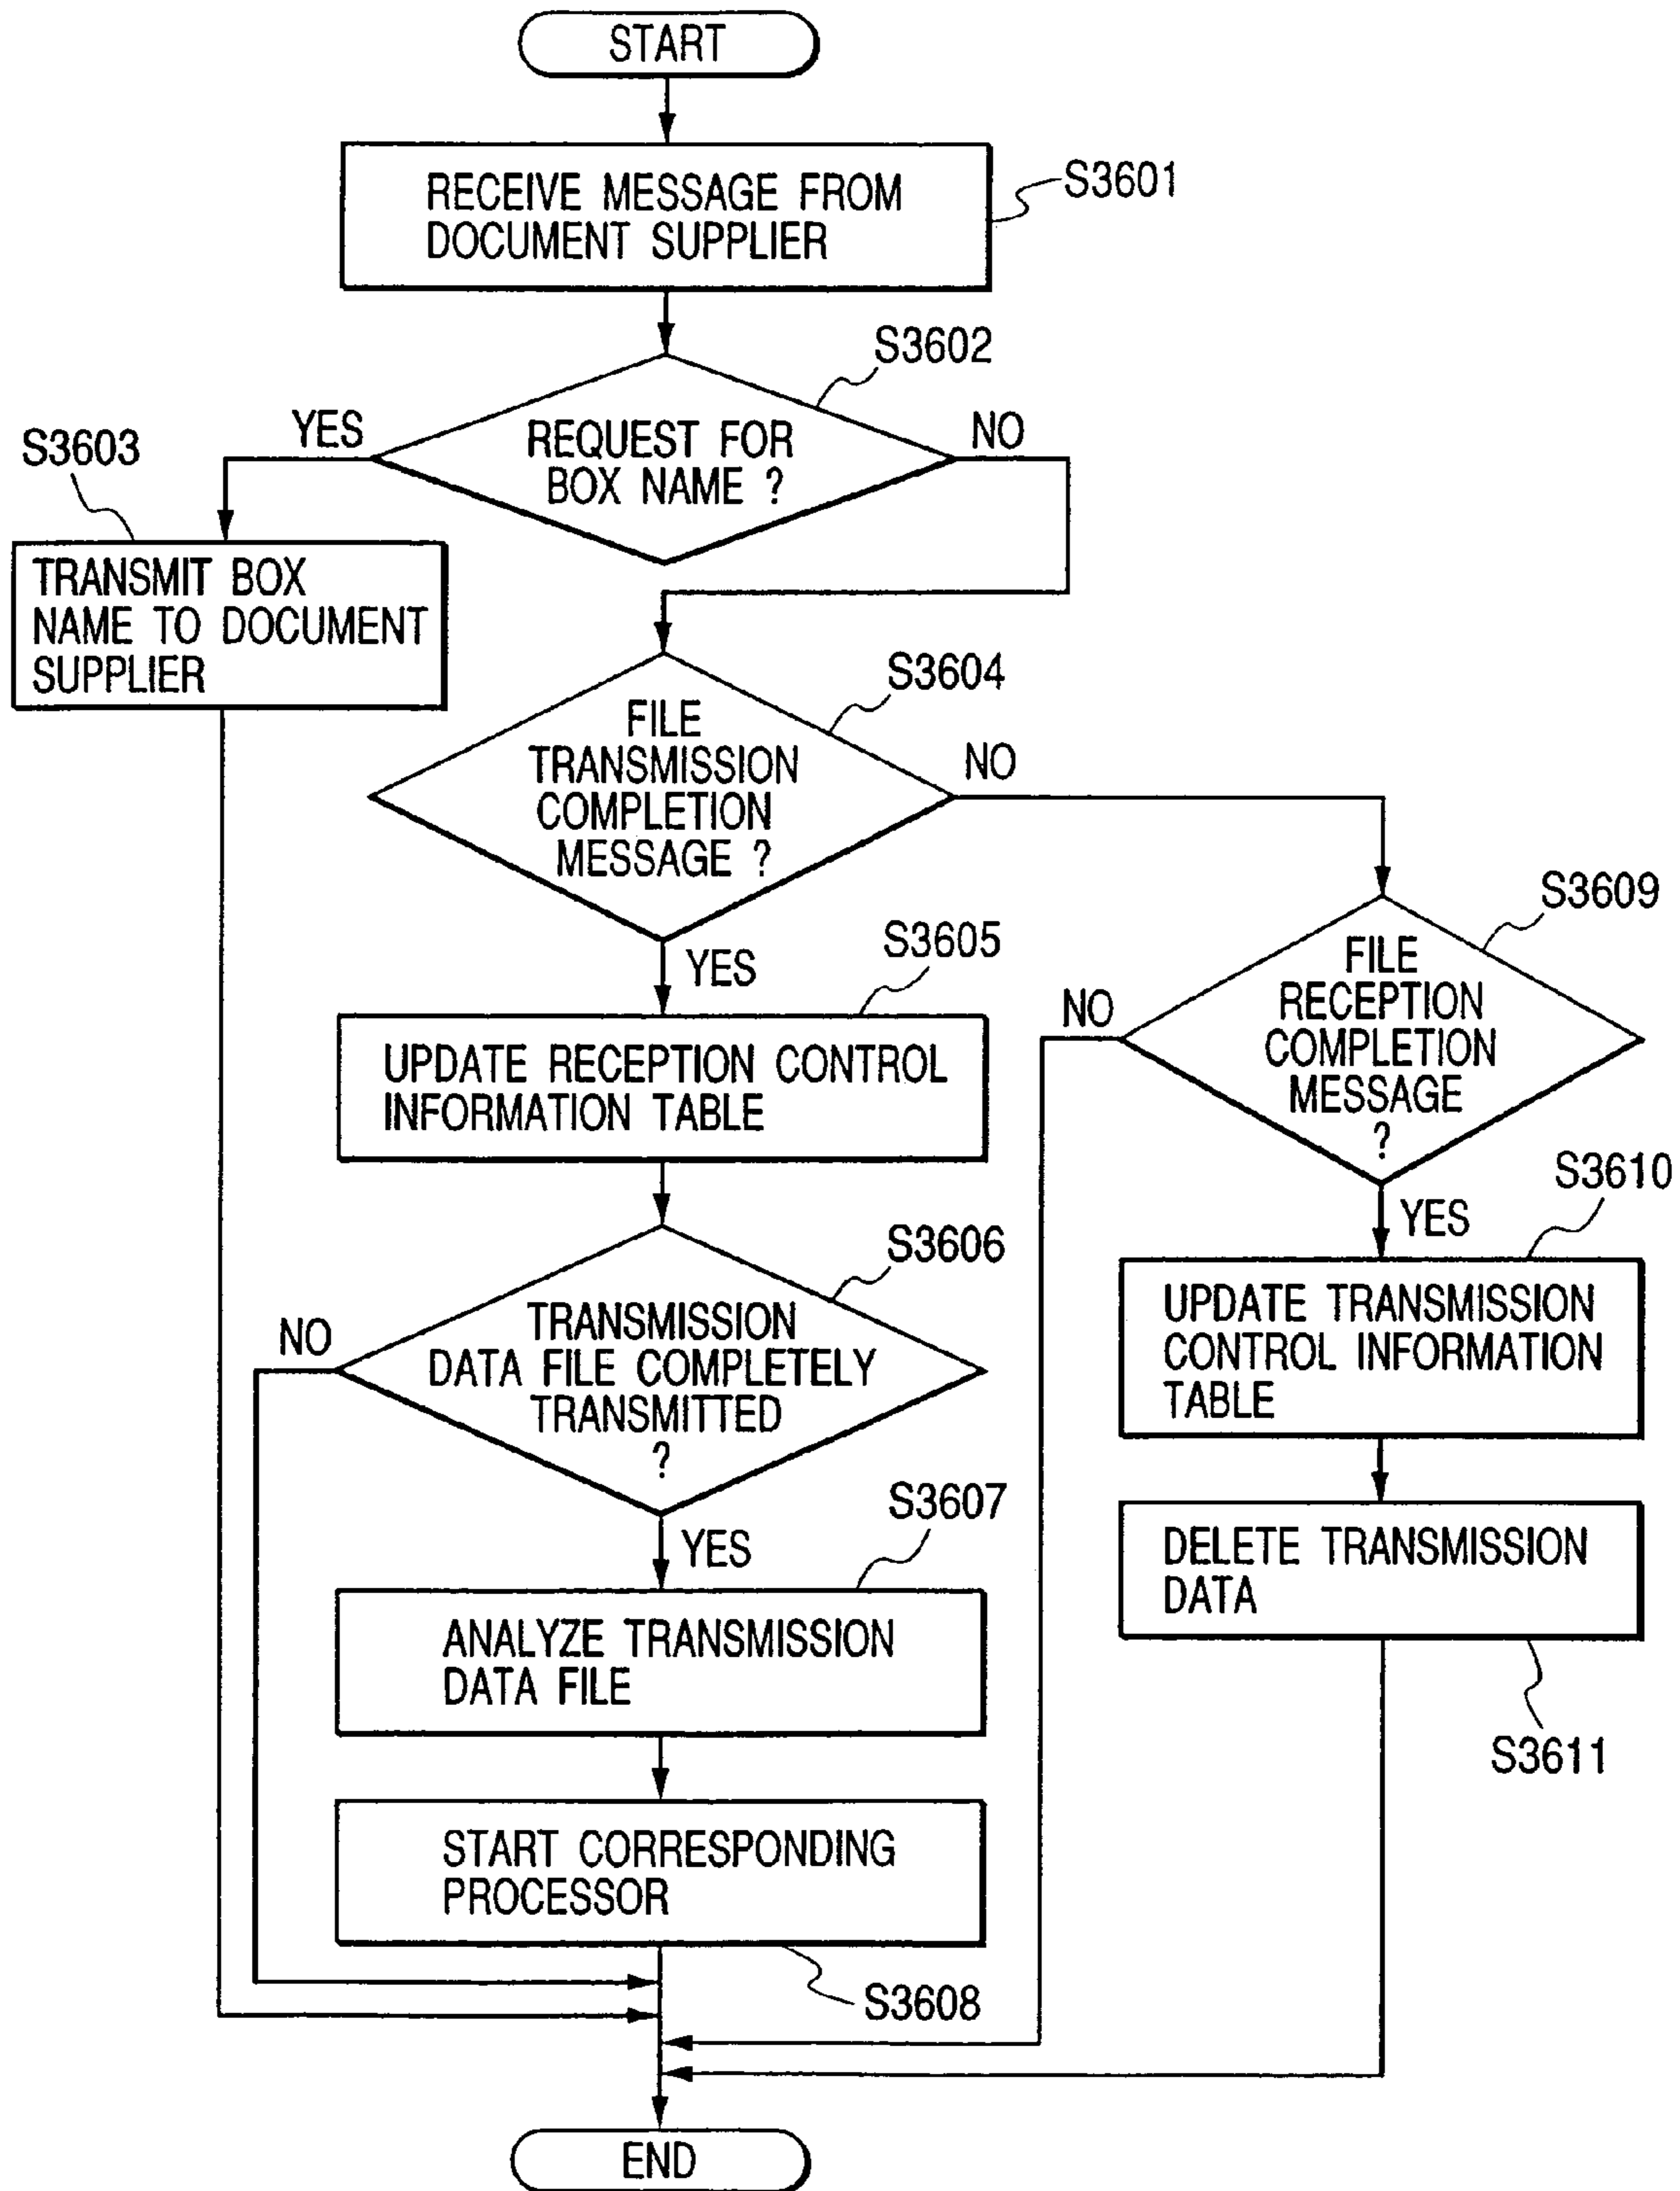 START
RECEIVE MESSAGE FROM
DOCUMENT SUPPLIER
S3601
S3602
REQUEST FOR
BOX NAME ?
YES
NO
S3603
TRANSMIT BOX
NAME TO DOCUMENT
SUPPLIER
S3604
FILE
TRANSMISSION
COMPLETION
MESSAGE ?
NO
YES
S3605
UPDATE RECEPTION CONTROL
INFORMATION TABLE
S3606
TRANSMISSION
DATA FILE COMPLETELY
TRANSMITTED
?
NO
YES
S3607
ANALYZE TRANSMISSION
DATA FILE
START CORRESPONDING
PROCESSOR
S3608
S3609
FILE
RECEPTION
COMPLETION
MESSAGE
?
NO
YES
S3610
UPDATE TRANSMISSION
CONTROL INFORMATION
TABLE
DELETE TRANSMISSION
DATA
S3611
END